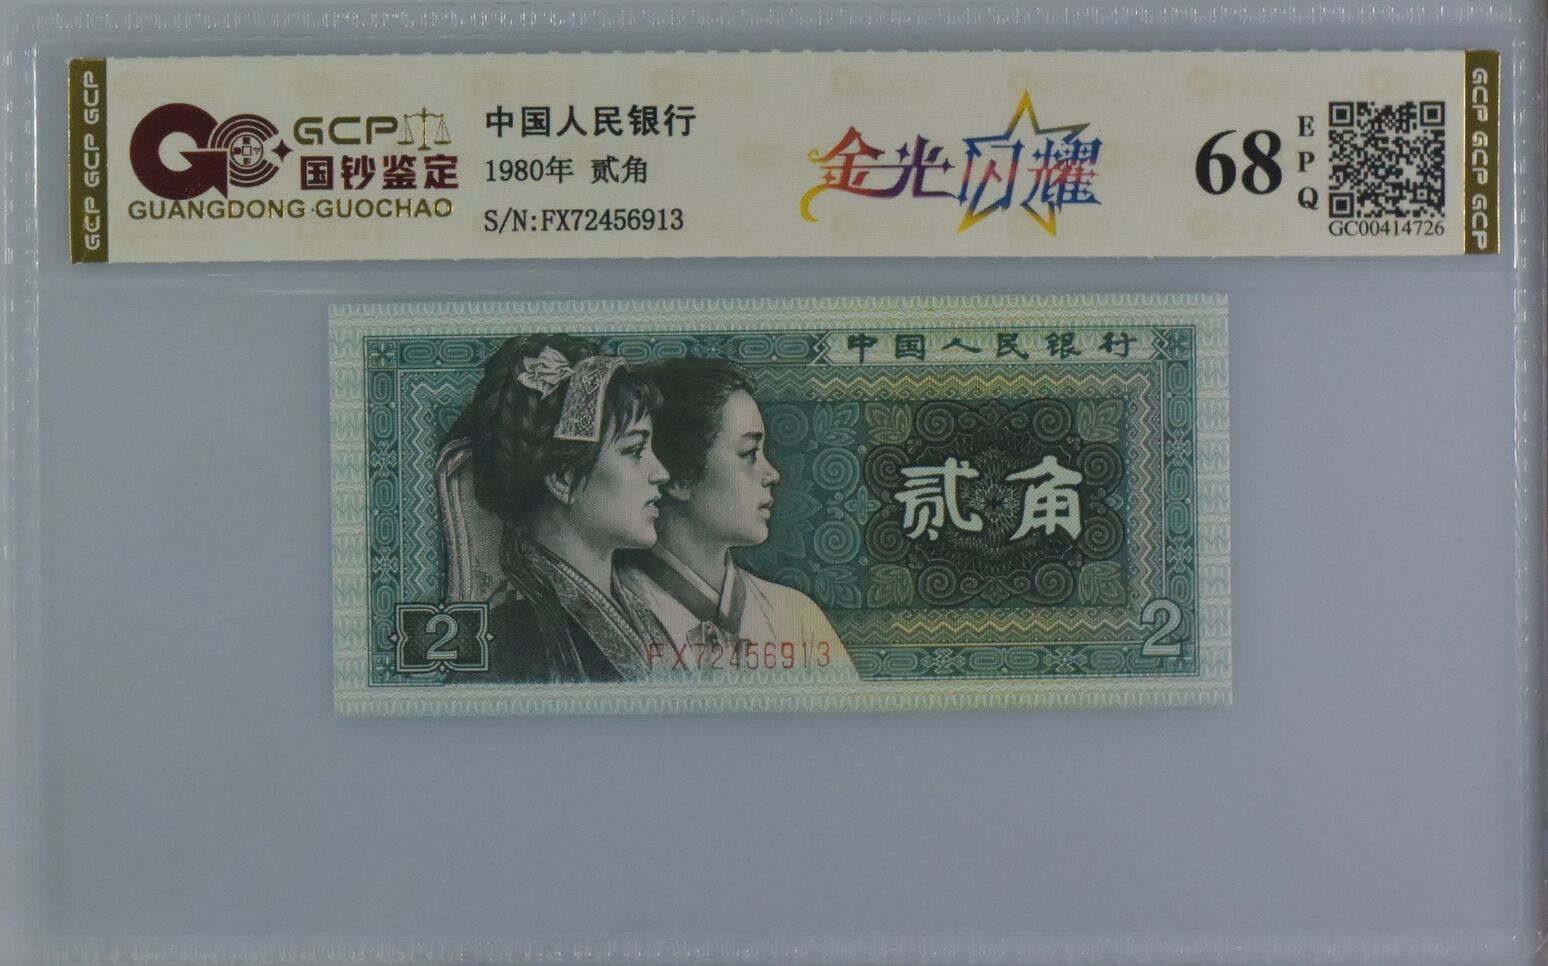 GCP GCP GCP
GCP
国钞鉴定
GUANGDONG·GUOCHAO
中国人民银行
1980年 贰角
S/N:FX72456913
金光闪耀
68
EPQ
GC00414726
GCP GCP GCP
中国人民银行
贰角
2
2
FX72456913